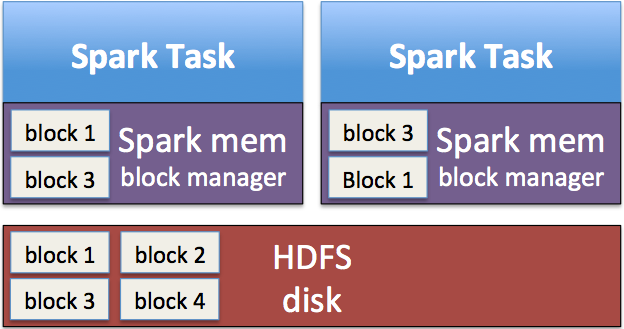 Spark Task
Spark Task
block 1
block 3
Spark mem
block manager
block 3
Block 1
Spark mem
block manager
block 1
block 2
block 3
block 4
HDFS
disk